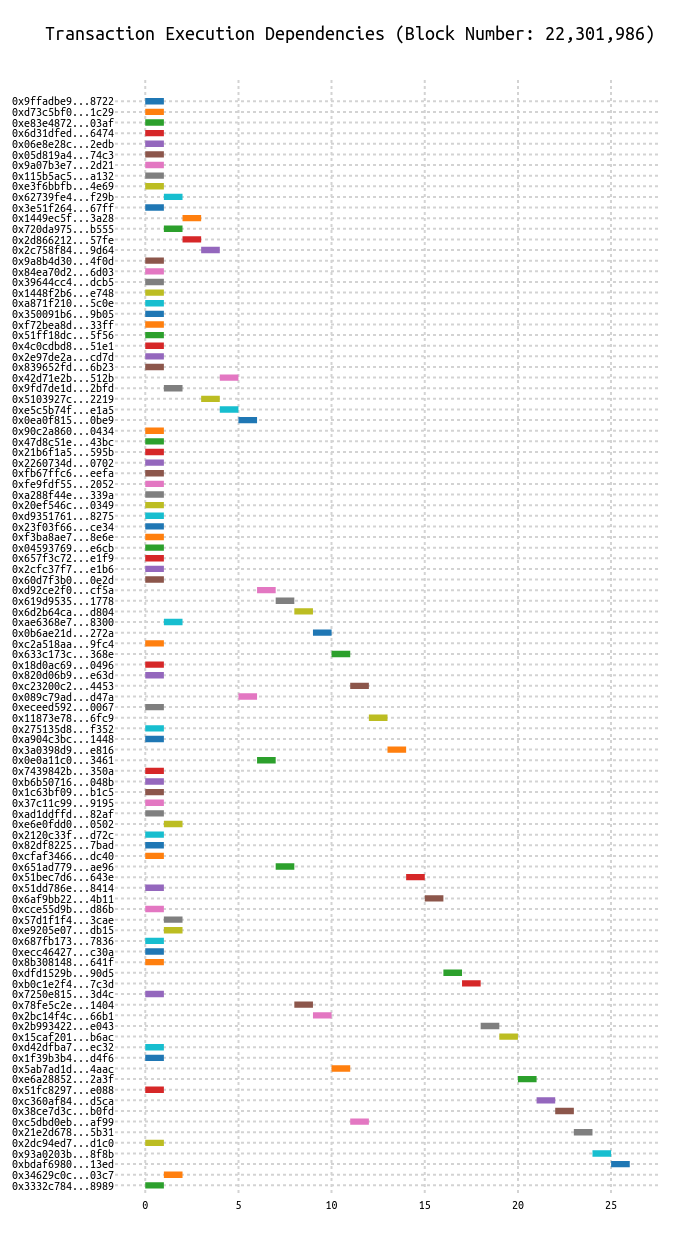 Transaction Execution Dependencies (Block Number: 22,301,986)
0x9ffadbe9...8722
0xd73c5bf0...1c29
0xe83e4872...03af
0x6d31dfed...6474
0x06e8e28c...2edb
0x05d819a4...74c3
0x9a07b3e7...2d21
0x115b5ac5...a132
0xe3f6bbfb...4e69
0x62739fe4...f29b
0x3e51f264...67ff
0x1449ec5f...3a28
0x720da975...b555
0x2d866212...57fe
0x2c758f84...9d64
0x9a8b4d30...4f0d
0x84ea70d2...6d03
0x39644cc4...dcb5
0x1448f2b6...e748
0xa871f210...5c0e
0x350091b6...9b05
0xf72bea8d...33ff
0x51ff18dc...5f56
0x4c0cdbd8...51e1
0x2e97de2a...cd7d
0x839652fd...6b23
0x42d71e2b...512b
0x9fd7de1d...2bfd
0x5103927c...2219
0xe5c5b74f...e1a5
0x0ea0f815...0be9
0x90c2a860...0434
0x47d8c51e...43bc
0x21b6f1a5...595b
0x2260734d...0702
0xfb67ffc6...eefa
0xfe9fdf55...2052
0xa288f44e...339a
0x20ef546c...0349
0xd9351761...8275
0x23f03f66...ce34
0xf3ba8ae7...8e6e
0x04593769...e6cb
0x657f3c72...e1f9
0x2cfc37f7...e1b6
0x60d7f3b0...0e2d
0xd92ce2f0...cf5a
0x619d9535...1778
0x6d2b64ca...d804
0xae6368e7...8300
0x0b6ae21d...272a
0xc2a518aa...9fc4
0x633c173c...368e
0x18d0ac69...0496
0x820d06b9...e63d
0xc23200c2...4453
0x089c79ad...d47a
0xeceed592...0067
0x11873e78...6fc9
0x275135d8...f352
0xa904c3bc...1448
0x3a0398d9...e816
0x0e0a11c0...3461
0x7439842b...350a
0xb6b50716...048b
0x1c63bf09...b1c5
0x37c11c99...9195
0xad1ddffd...82af
0xe6e0fdd0...0502
0x2120c33f...d72c
0x82df8225...7bad
0xcfaf3466...dc40
0x651ad779...ae96
0x51bec7d6...643e
0x51dd786e...8414
0x6af9bb22...4b11
0xcce55d9b...d86b
0x57d1f1f4...3cae
0xe9205e07...db15
0x687fb173...7836
0xecc46427...c30a
0x8b308148...641f
0xdfd1529b...90d5
0xb0c1e2f4...7c3d
0x7250e815...3d4c
0x78fe5c2e...1404
0x2bc14f4c...66b1
0x2b993422...e043
0x15caf201...b6ac
0xd42dfba7...ec32
0x1f39b3b4...d4f6
0x5ab7ad1d...4aac
0xe6a28852...2a3f
0x51fc8297...e088
0xc360af84...d5ca
0x38ce7d3c...b0fd
0xc5dbd0eb...af99
0x21e2d678...5b31
0x2dc94ed7...d1c0
0x93a0203b...8f8b
0xbdaf6980...13ed
0x34629c0c...03c7
0x3332c784...8989
0 5 10 15 20 25